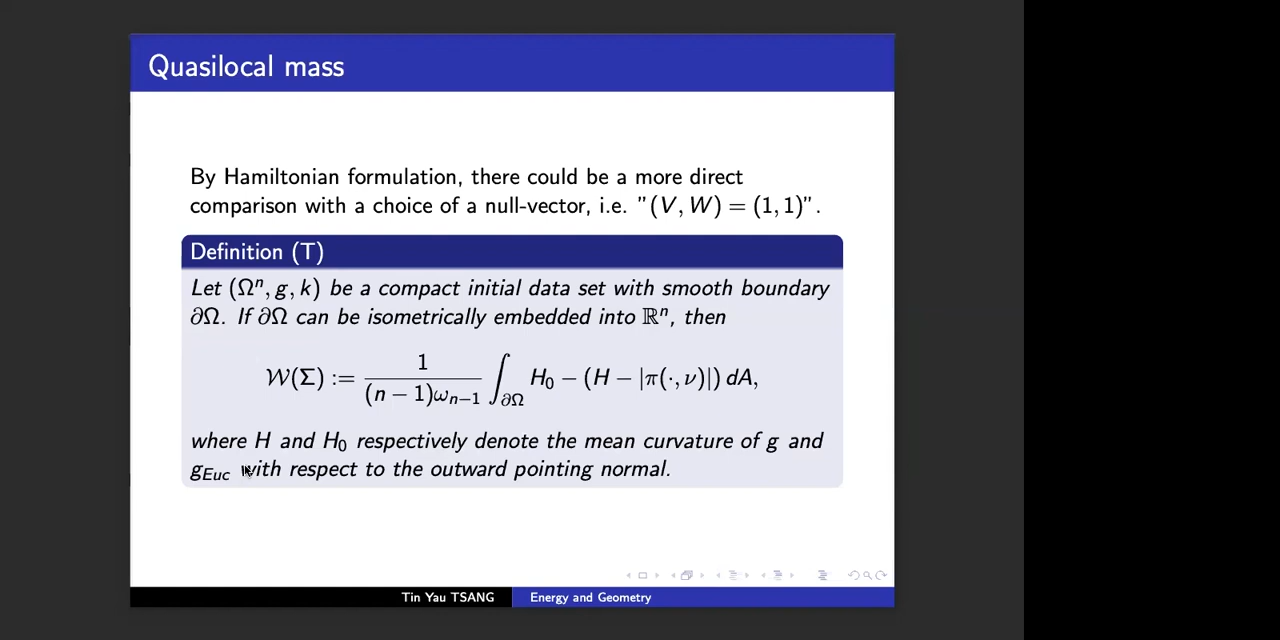 Quasilocal mass
By Hamiltonian formulation, there could be a more direct
comparison with a choice of a null-vector, i.e. "(V, W) = (1, 1)".
Definition (T)
Let (Ωⁿ, g, k) be a compact initial data set with smooth boundary
∂Ω. If ∂Ω can be isometrically embedded into ℝⁿ, then
𝒲(Σ) := 1/((n − 1)ω_{n−1}) ∫_{∂Ω} H₀ − (H − |π(·, ν)|) dA,
where H and H₀ respectively denote the mean curvature of g and
g_{Euc} with respect to the outward pointing normal.
Tin Yau TSANG
Energy and Geometry